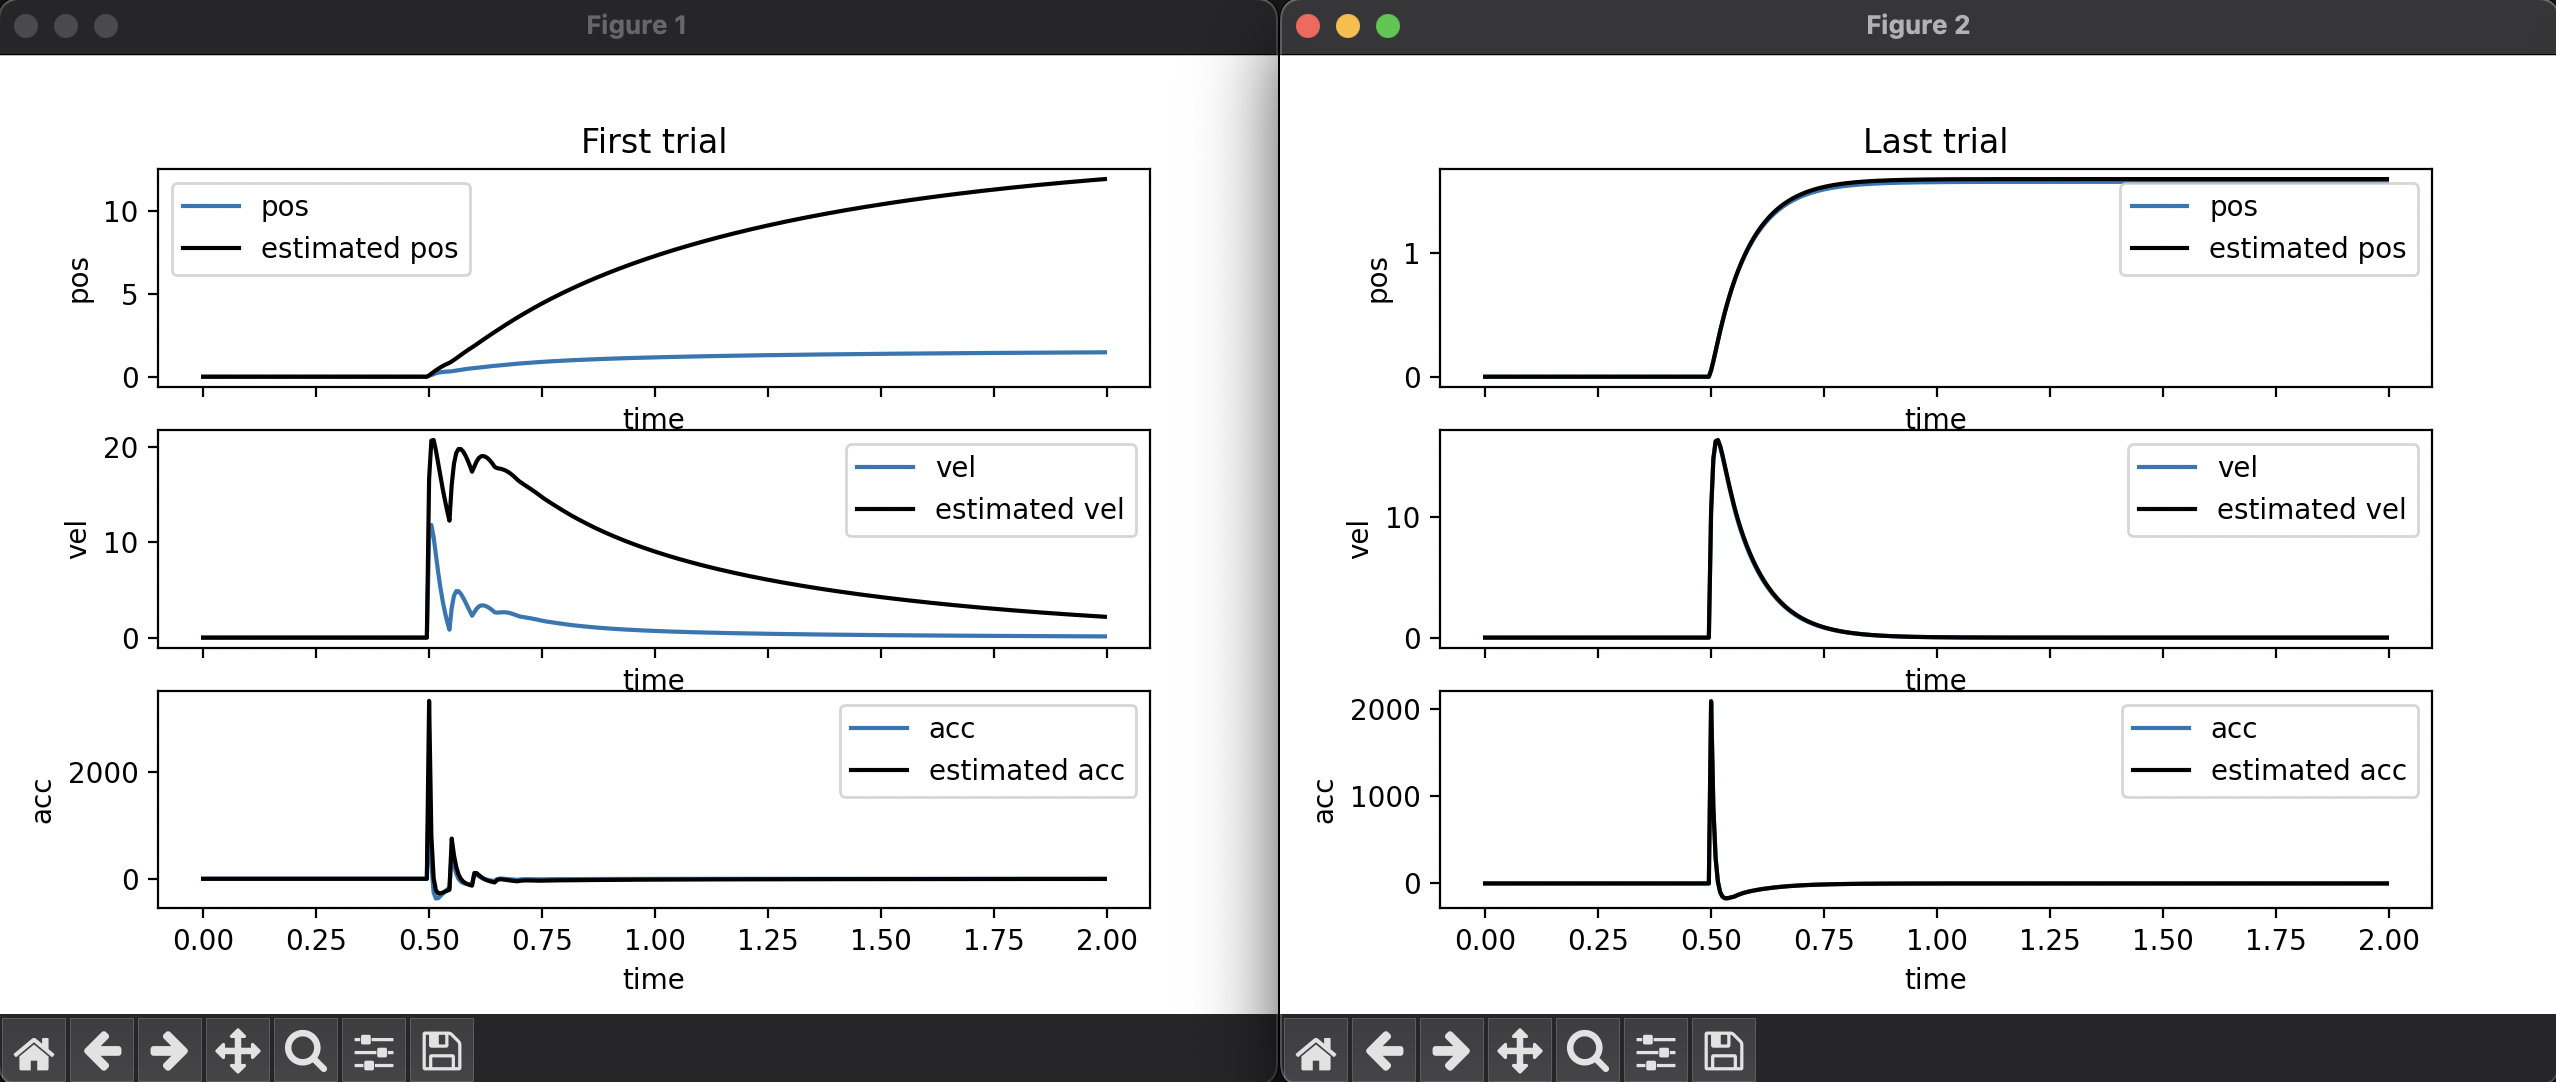 Figure 1
First trial
pos
estimated pos
10
5
0
pos
time
vel
estimated vel
20
10
0
vel
time
acc
estimated acc
2000
0
acc
0.00 0.25 0.50 0.75 1.00 1.25 1.50 1.75 2.00
time
Figure 2
Last trial
pos
estimated pos
1
0
pos
time
vel
estimated vel
10
0
vel
time
acc
estimated acc
2000
1000
0
acc
0.00 0.25 0.50 0.75 1.00 1.25 1.50 1.75 2.00
time